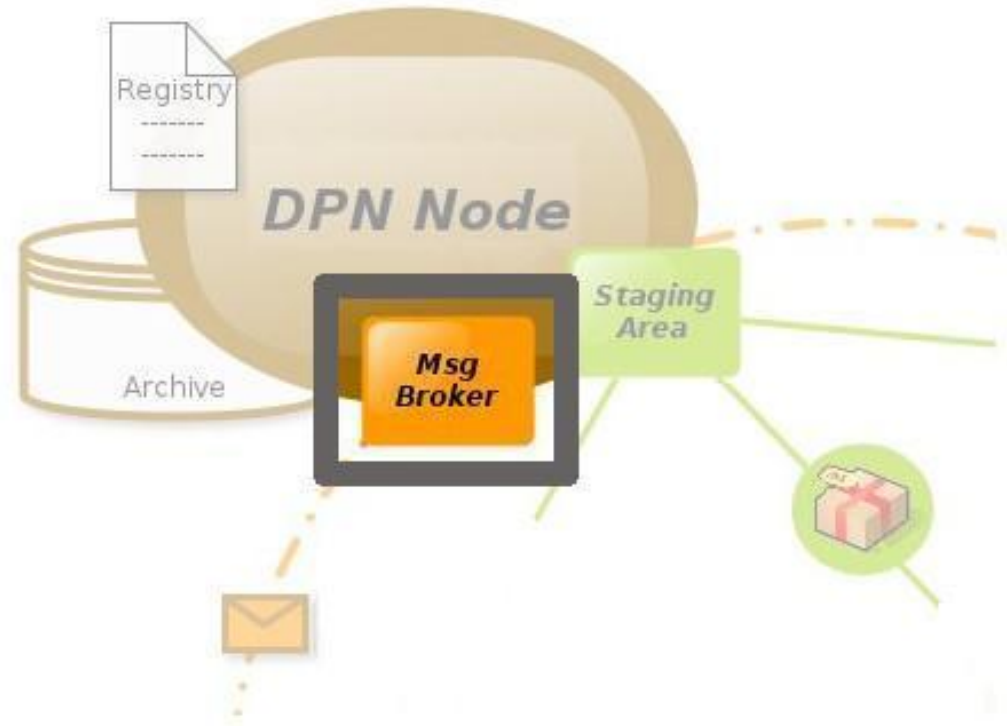 Registry
-------
-------
DPN Node
Staging
Area
Msg
Broker
Archive